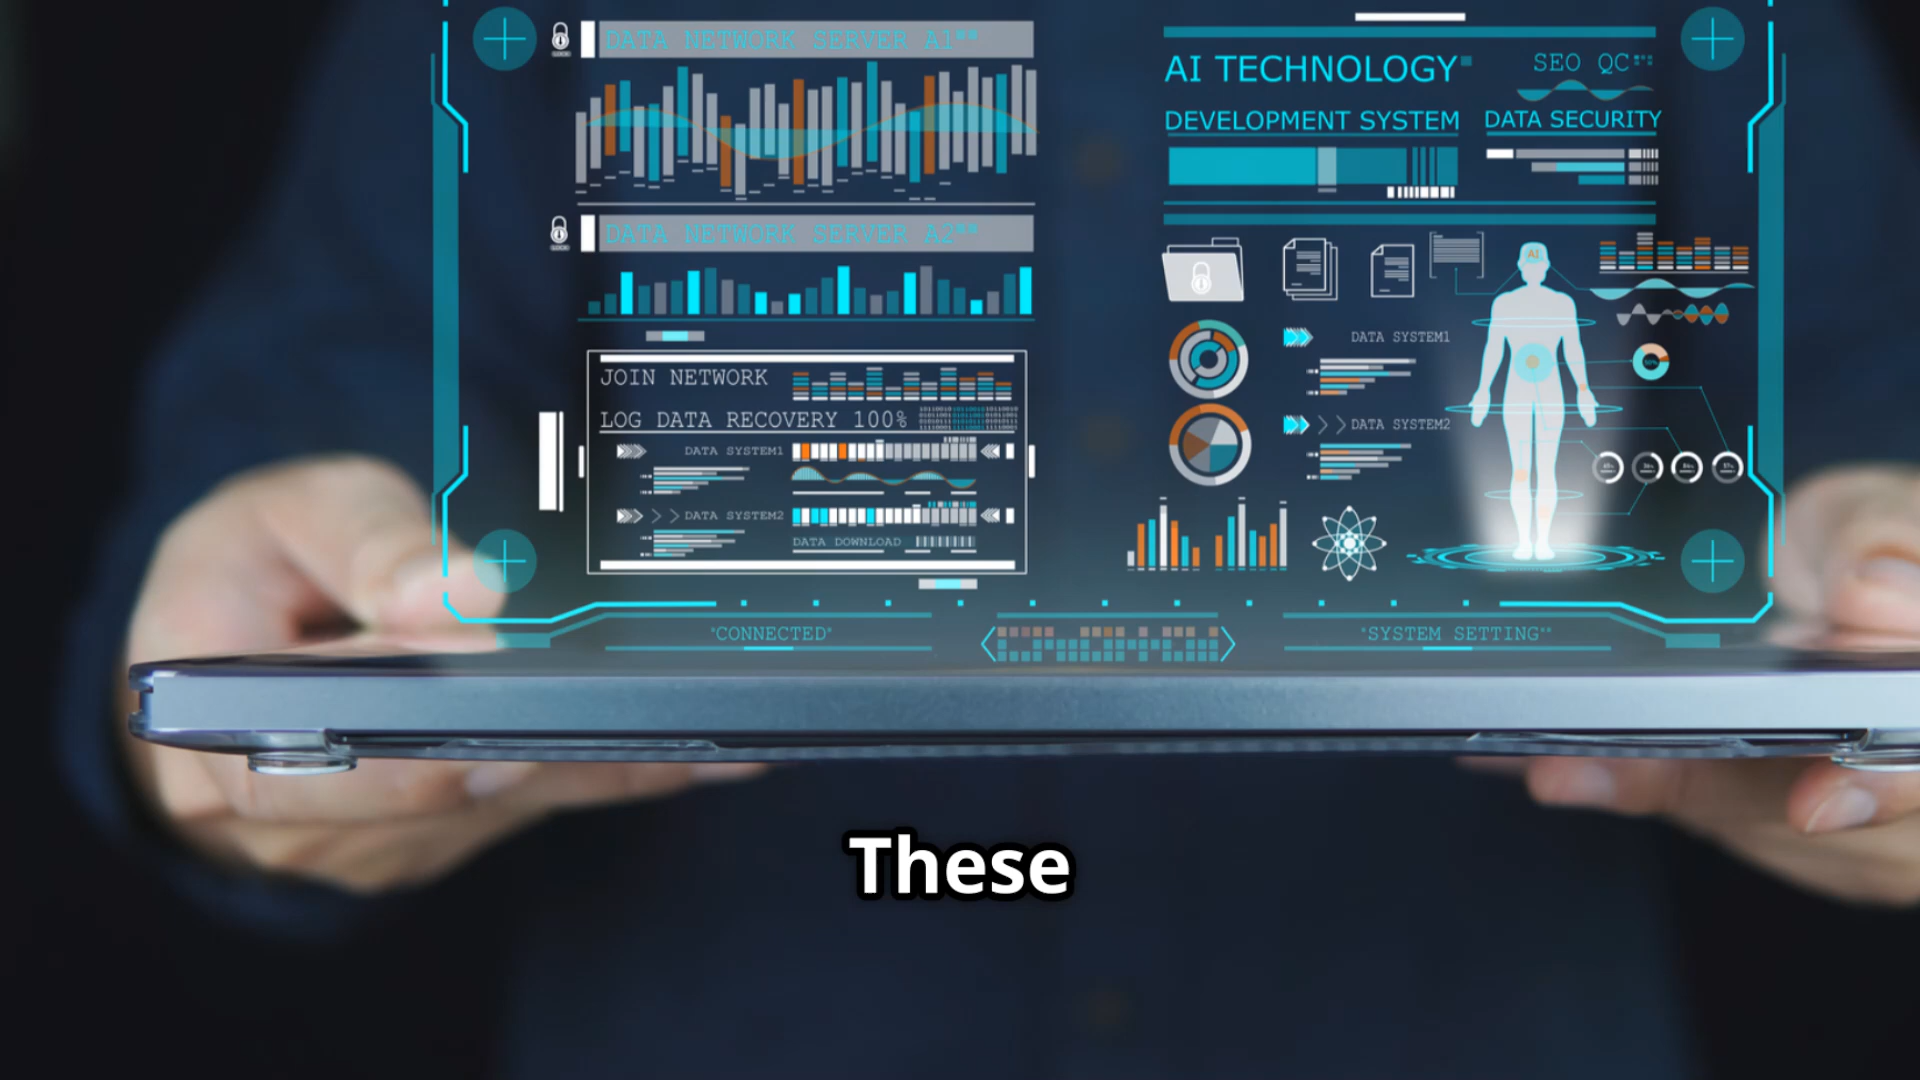 DATA NETWORK SERVER A1**
DATA NETWORK SERVER A2**
JOIN NETWORK
LOG DATA RECOVERY 100%
DATA SYSTEM1
DATA SYSTEM2
DATA DOWNLOAD
AI TECHNOLOGY
SEO QC
DEVELOPMENT SYSTEM
DATA SECURITY
AI
DATA SYSTEM1
DATA SYSTEM2
"CONNECTED"
"SYSTEM SETTING"
These